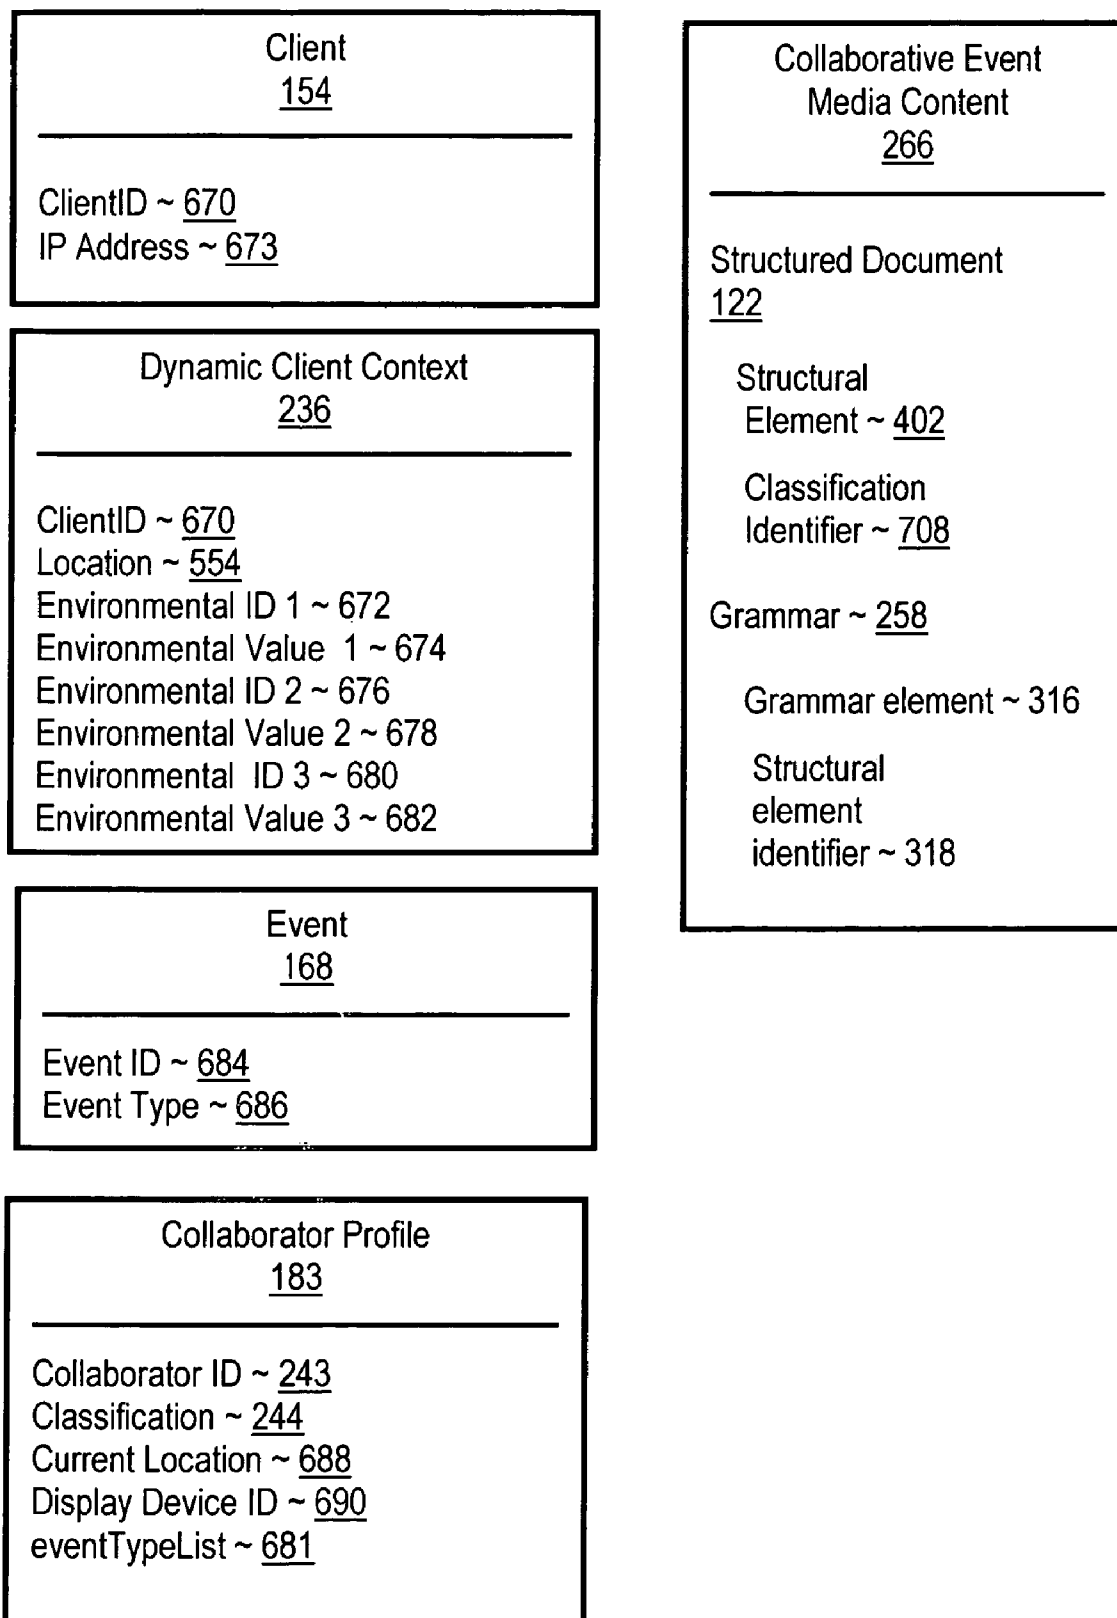 Client
154
ClientID ~ 670
IP Address ~ 673
Dynamic Client Context
236
ClientID ~ 670
Location ~ 554
Environmental ID 1 ~ 672
Environmental Value 1 ~ 674
Environmental ID 2 ~ 676
Environmental Value 2 ~ 678
Environmental ID 3 ~ 680
Environmental Value 3 ~ 682
Event
168
Event ID ~ 684
Event Type ~ 686
Collaborator Profile
183
Collaborator ID ~ 243
Classification ~ 244
Current Location ~ 688
Display Device ID ~ 690
eventTypeList ~ 681
Collaborative Event
Media Content
266
Structured Document
122
Structural
Element ~ 402
Classification
Identifier ~ 708
Grammar ~ 258
Grammar element ~ 316
Structural
element
identifier ~ 318